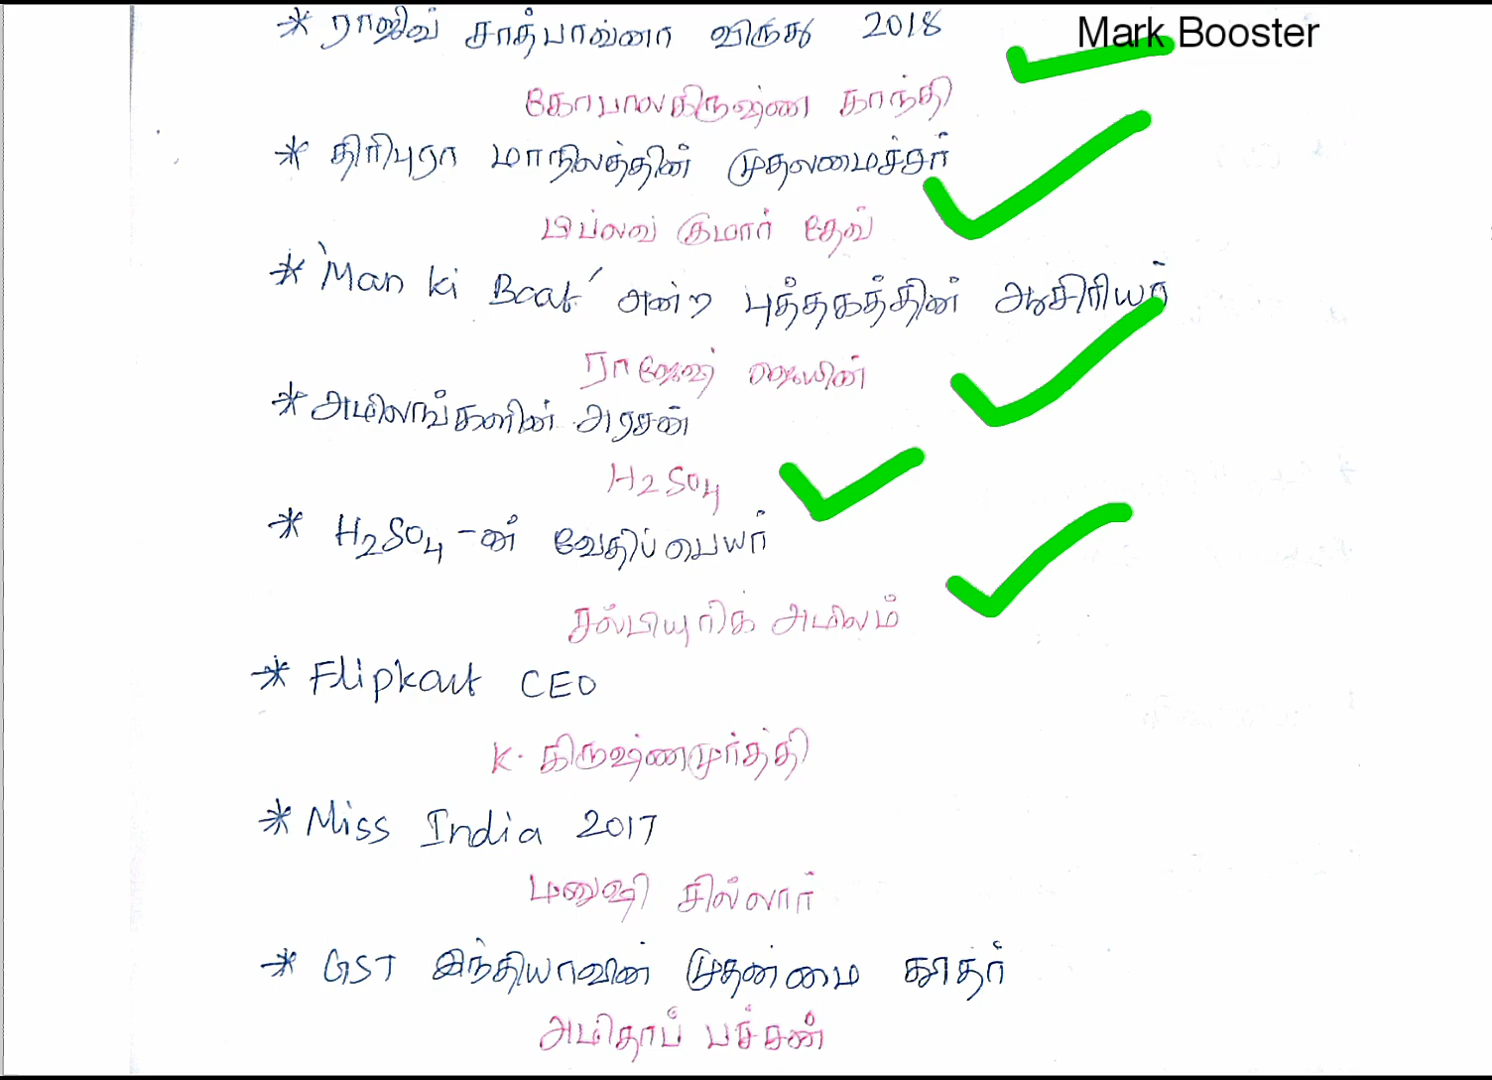 * ராஜிவ் சாத்பாவ்னா விருது 2018
Mark Booster
கோபாலகிருஷ்ண காந்தி
* திரிபுரா மாநிலத்தின் முதலமைச்சர்
பிப்லவ் குமார் தேவ்
* 'Man ki Baat' என்ற புத்தகத்தின் ஆசிரியர்
ராஜேஷ் ஜெயின்
* அமிலங்களின் அரசன்
H2SO4
* H2SO4 -ன் வேதிப்பெயர்
சல்பியுரிக் அமிலம்
* Flipkart CEO
K. கிருஷ்ணமூர்த்தி
* Miss India 2017
மனுஷி சில்லார்
* GST இந்தியாவின் முதன்மை தூதர்
அமிதாப் பச்சன்